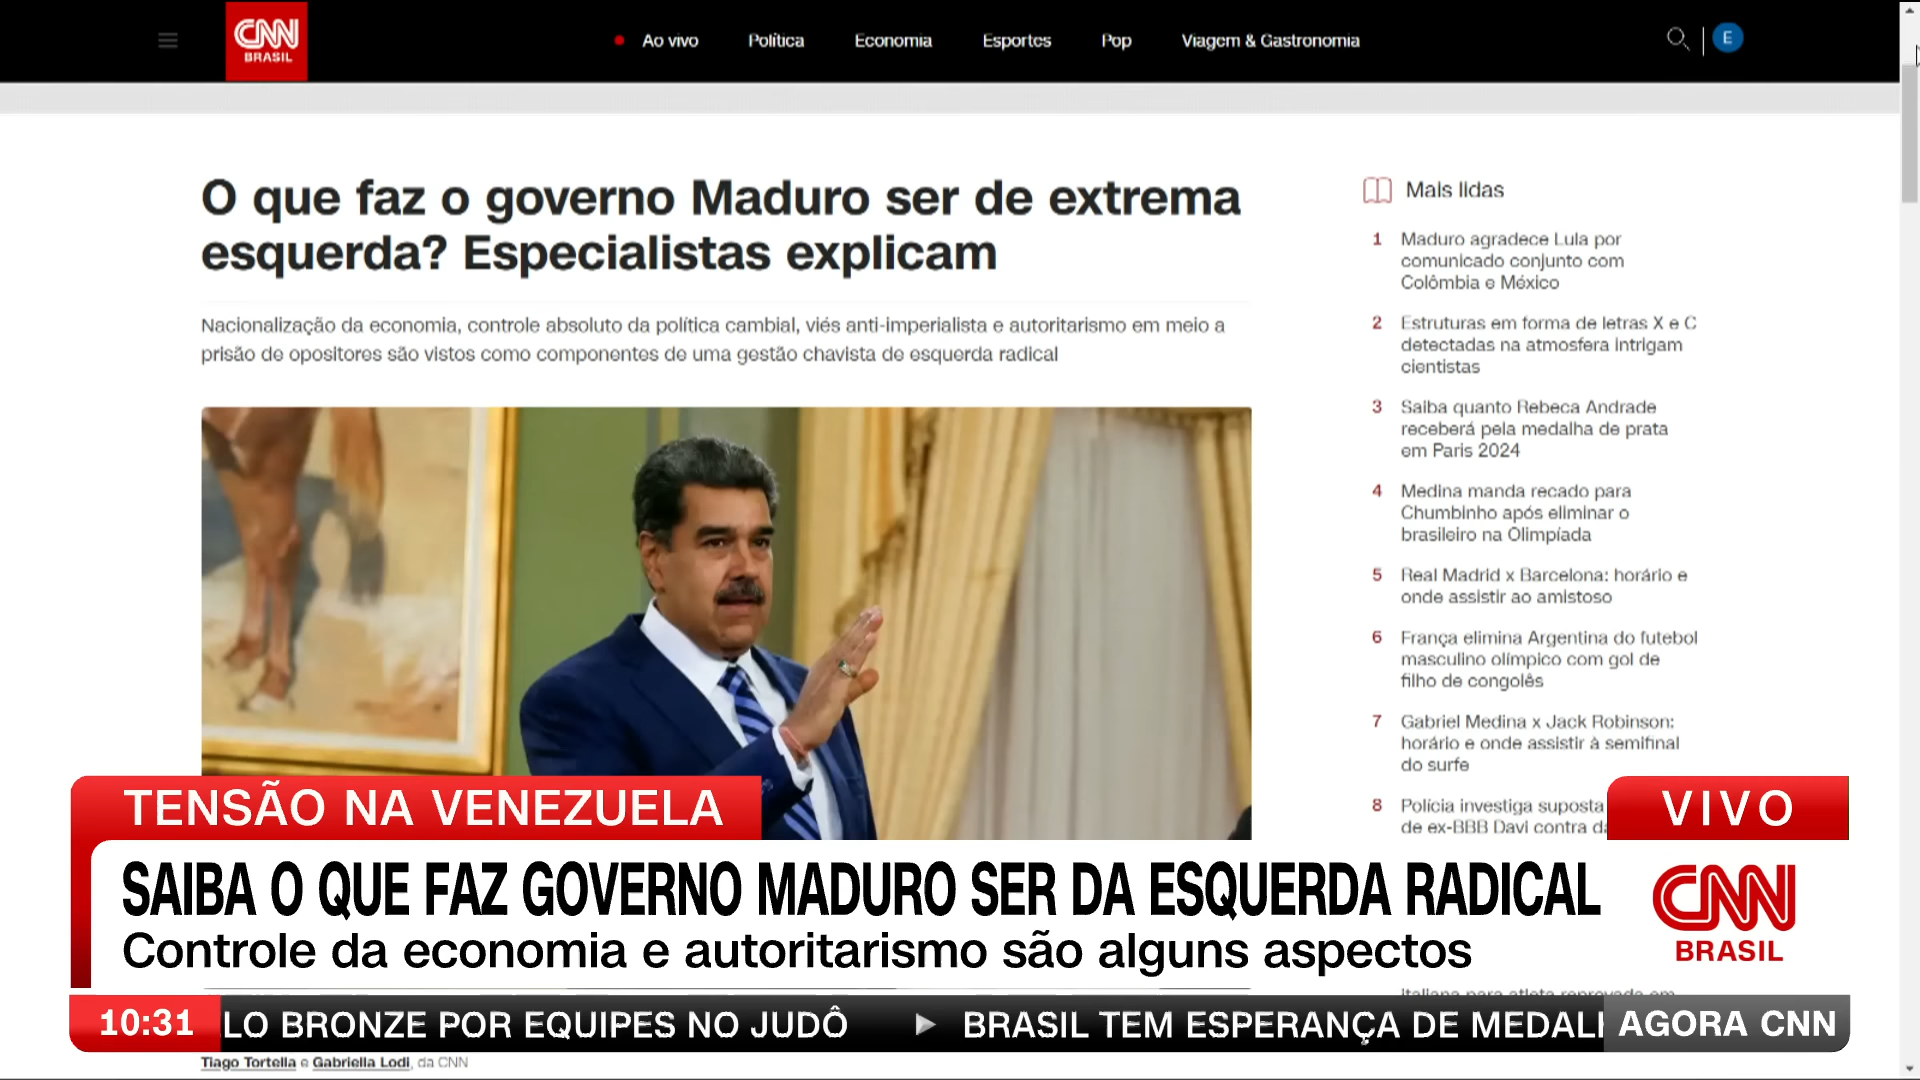 CNN
BRASIL
Ao vivo
Política
Economia
Esportes
Pop
Viagem & Gastronomia
E
O que faz o governo Maduro ser de extrema
esquerda? Especialistas explicam
Nacionalização da economia, controle absoluto da política cambial, viés anti-imperialista e autoritarismo em meio a
prisão de opositores são vistos como componentes de uma gestão chavista de esquerda radical
Mais lidas
1 Maduro agradece Lula por
comunicado conjunto com
Colômbia e México
2 Estruturas em forma de letras X e C
detectadas na atmosfera intrigam
cientistas
3 Saiba quanto Rebeca Andrade
receberá pela medalha de prata
em Paris 2024
4 Medina manda recado para
Chumbinho após eliminar o
brasileiro na Olimpíada
5 Real Madrid x Barcelona: horário e
onde assistir ao amistoso
6 França elimina Argentina do futebol
masculino olímpico com gol de
filho de congolês
7 Gabriel Medina x Jack Robinson:
horário e onde assistir à semifinal
do surfe
8 Polícia investiga suposta
de ex-BBB Davi contra
TENSÃO NA VENEZUELA
VIVO
SAIBA O QUE FAZ GOVERNO MADURO SER DA ESQUERDA RADICAL
Controle da economia e autoritarismo são alguns aspectos
CNN
BRASIL
10:31
LO BRONZE POR EQUIPES NO JUDÔ
BRASIL TEM ESPERANÇA DE MEDAL
AGORA CNN
Tiago Tortella e Gabriella Lodi, da CNN